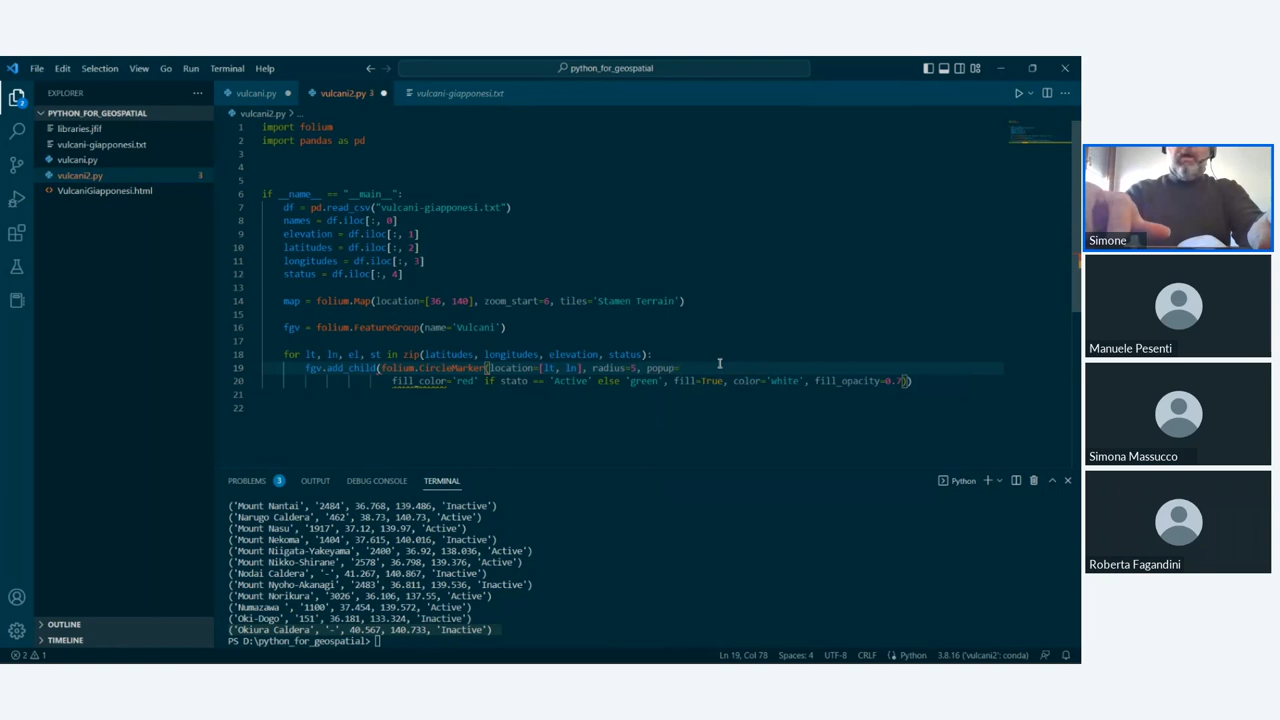 File Edit Selection View Go Run Terminal Help
python_for_geospatial
EXPLORER
vulcani.py
vulcani2.py 3
vulcani-giapponesi.txt
PYTHON_FOR_GEOSPATIAL
libraries.jfif
vulcani-giapponesi.txt
vulcani.py
vulcani2.py 3
VulcaniGiapponesi.html
2
vulcani2.py > ...
1 import folium
2 import pandas as pd
3
4
5
6 if __name__ == "__main__":
7 df = pd.read_csv("vulcani-giapponesi.txt")
8 names = df.iloc[:, 0]
9 elevation = df.iloc[:, 1]
10 latitudes = df.iloc[:, 2]
11 longitudes = df.iloc[:, 3]
12 status = df.iloc[:, 4]
13
14 map = folium.Map(location=[36, 140], zoom_start=6, tiles='Stamen Terrain')
15
16 fgv = folium.FeatureGroup(name='Vulcani')
17
18 for lt, ln, el, st in zip(latitudes, longitudes, elevation, status):
19 fgv.add_child(folium.CircleMarker(location=[lt, ln], radius=5, popup=
20 fill_color='red' if stato == 'Active' else 'green', fill=True, color='white', fill_opacity=0.7))
21
22
PROBLEMS 3 OUTPUT DEBUG CONSOLE TERMINAL
Python
('Mount Nantai', '2484', 36.768, 139.486, 'Inactive')
('Narugo Caldera', '462', 38.73, 140.73, 'Active')
('Mount Nasu', '1917', 37.12, 139.97, 'Active')
('Mount Nekoma', '1404', 37.615, 140.016, 'Inactive')
('Mount Niigata-Yakeyama', '2400', 36.92, 138.036, 'Active')
('Mount Nikko-Shirane', '2578', 36.798, 139.376, 'Active')
('Nodai Caldera', '-', 41.267, 140.867, 'Inactive')
('Mount Nyoho-Akanagi', '2483', 36.811, 139.536, 'Inactive')
('Mount Norikura', '3026', 36.106, 137.55, 'Active')
('Numazawa ', '1100', 37.454, 139.572, 'Active')
('Oki-Dogo', '151', 36.181, 133.324, 'Inactive')
('Okiura Caldera', '-', 40.567, 140.733, 'Inactive')
PS D:\python_for_geospatial>
OUTLINE
TIMELINE
2 1
Ln 19, Col 78 Spaces: 4 UTF-8 CRLF Python 3.8.16 ('vulcani2': conda)
Simone
Manuele Pesenti
Simona Massucco
Roberta Fagandini